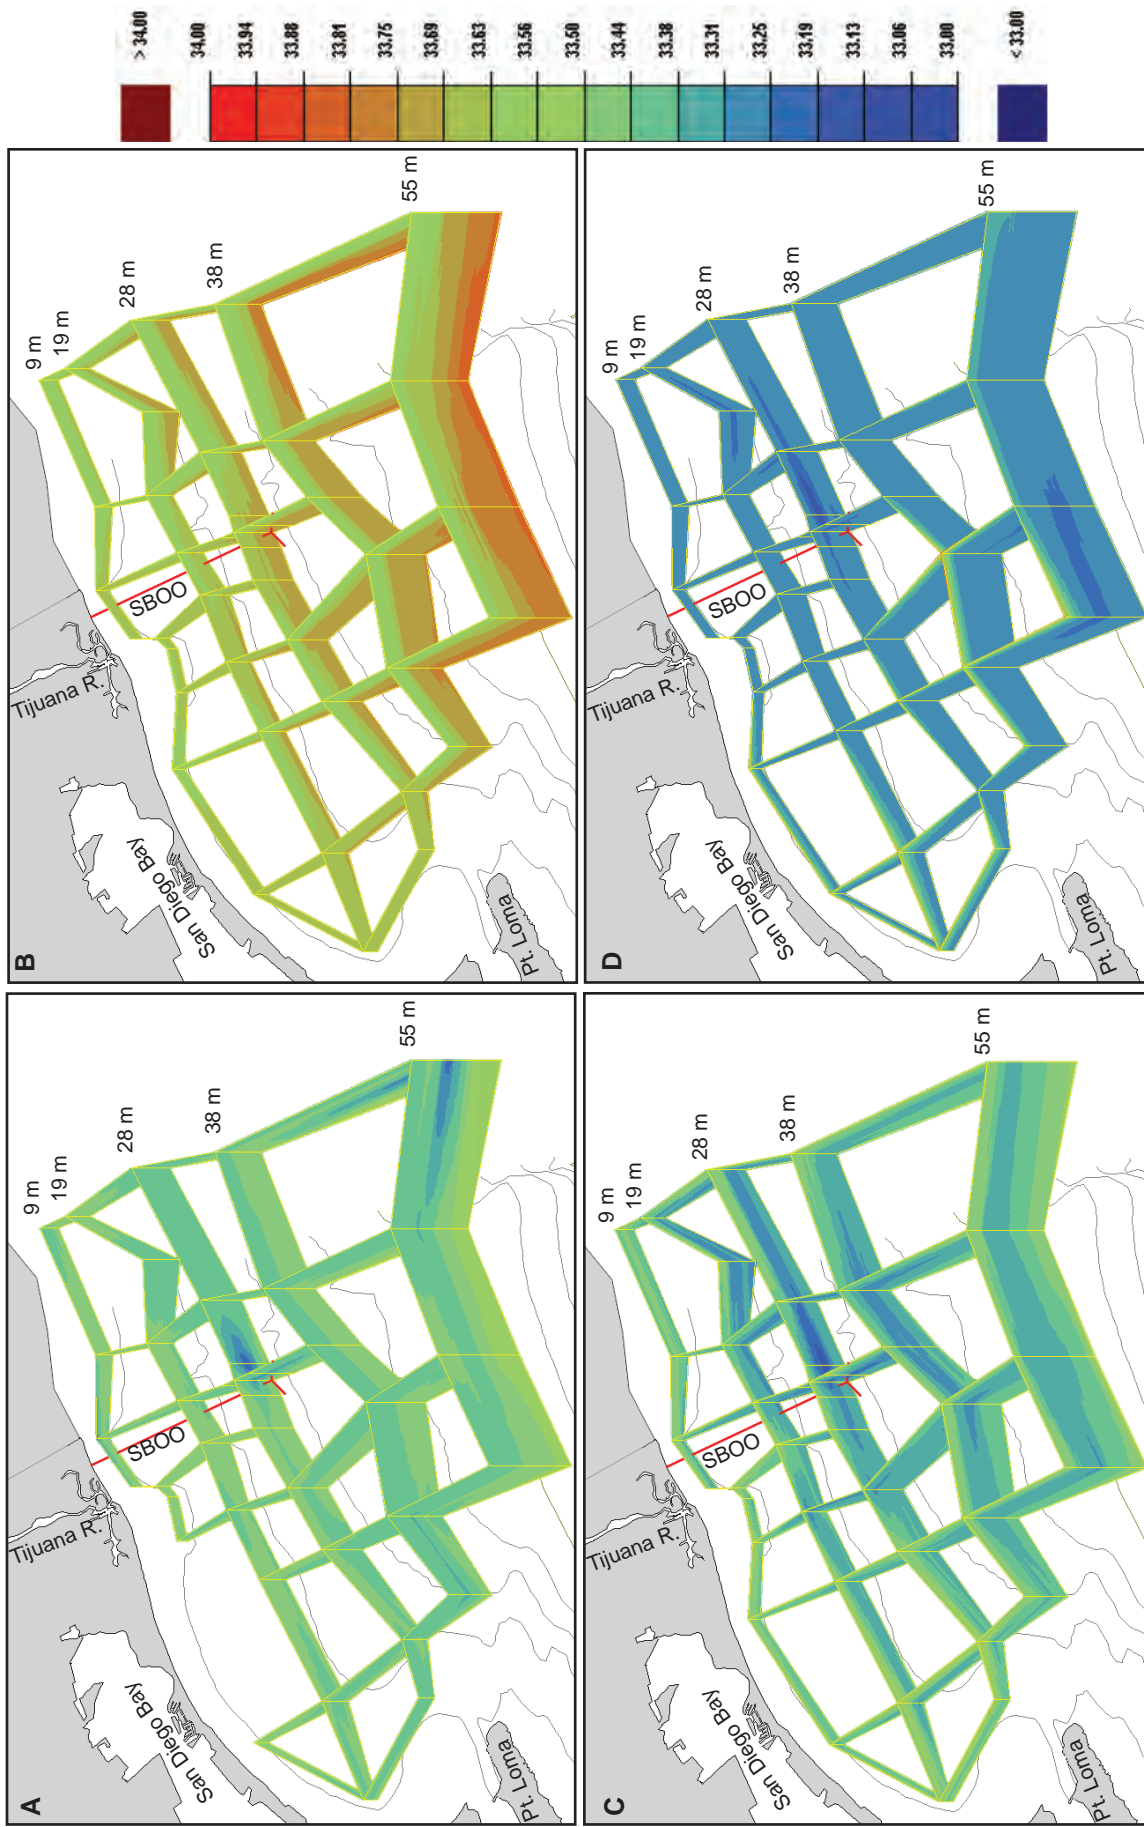 A
9 m
19 m
28 m
38 m
55 m
SBOO
Tijuana R.
San Diego Bay
Pt. Loma
B
9 m
19 m
28 m
38 m
55 m
SBOO
Tijuana R.
San Diego Bay
Pt. Loma
C
9 m
19 m
28 m
38 m
55 m
SBOO
Tijuana R.
San Diego Bay
Pt. Loma
D
9 m
19 m
28 m
38 m
55 m
SBOO
Tijuana R.
San Diego Bay
Pt. Loma
> 34.00
34.00
33.94
33.88
33.81
33.75
33.69
33.63
33.56
33.50
33.44
33.38
33.31
33.25
33.19
33.13
33.06
33.00
< 33.00